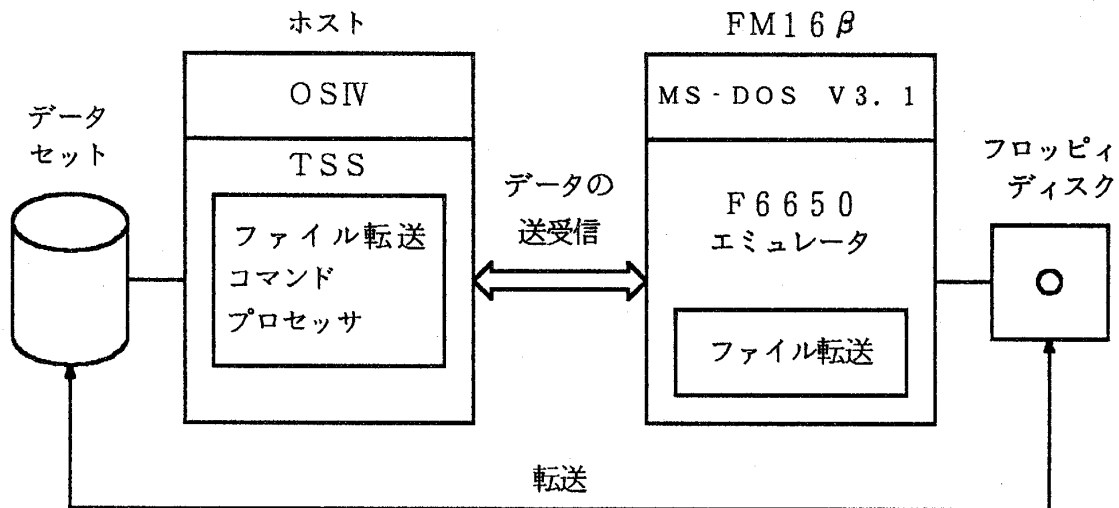 ホスト
FM16β
OSⅣ
MS-DOS V3.1
データ
セット
TSS
ファイル転送
コマンド
プロセッサ
データの
送受信
F6650
エミュレータ
ファイル転送
フロッピィ
ディスク
転送